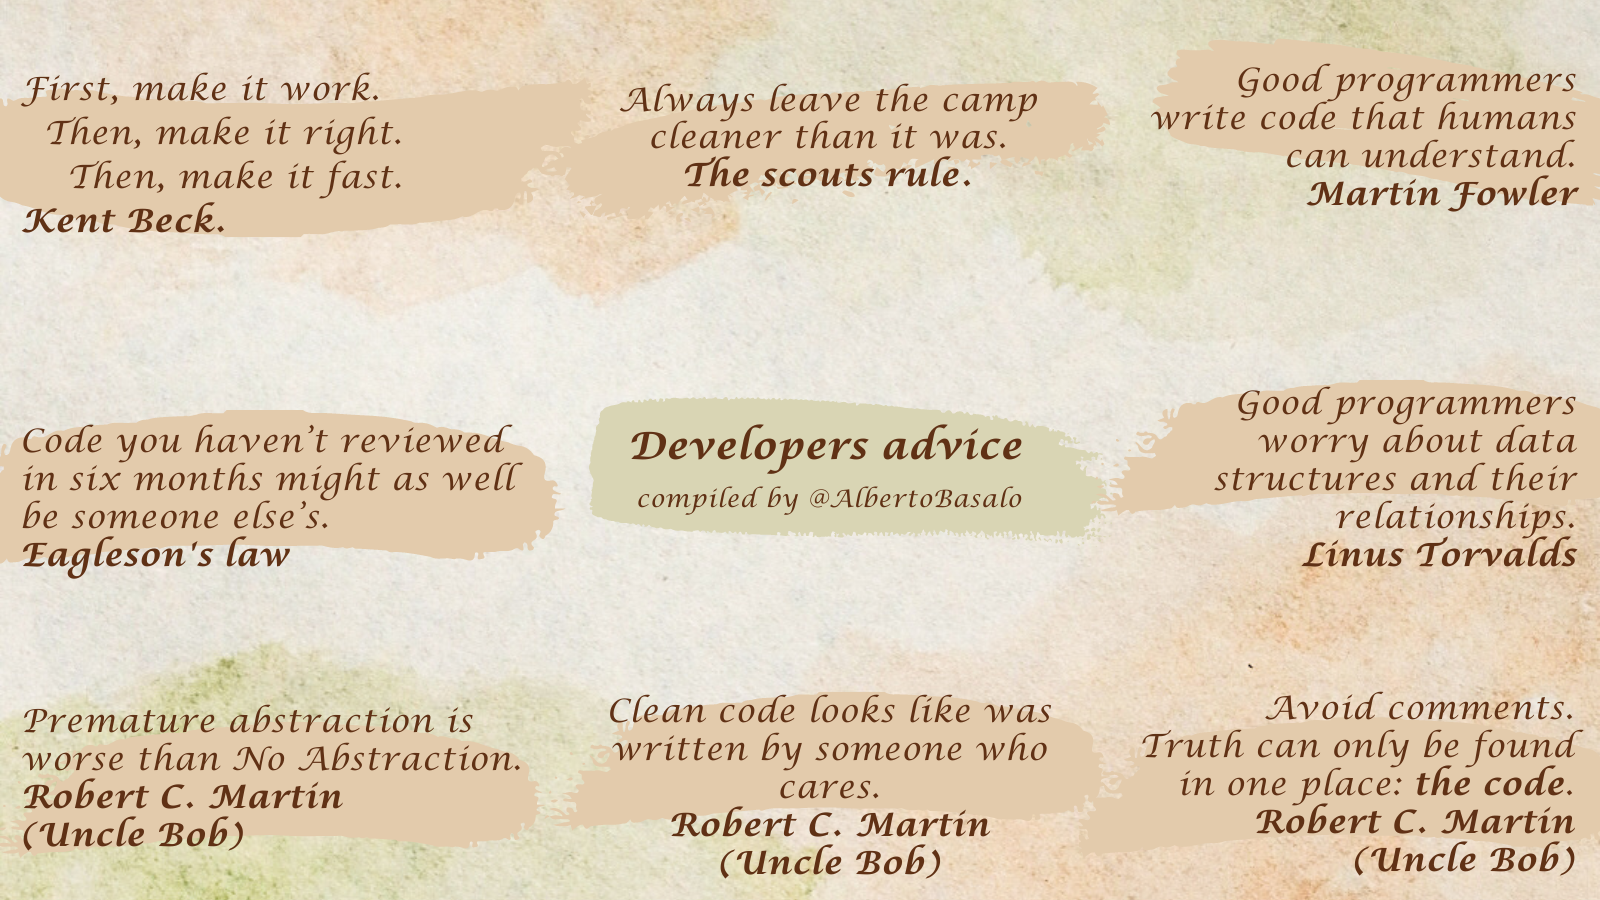 First, make it work.
Then, make it right.
Then, make it fast.
Kent Beck.
Always leave the camp
cleaner than it was.
The scouts rule.
Good programmers
write code that humans
can understand.
Martin Fowler
Code you haven’t reviewed
in six months might as well
be someone else’s.
Eagleson's law
Developers advice
compiled by @AlbertoBasalo
Good programmers
worry about data
structures and their
relationships.
Linus Torvalds
Premature abstraction is
worse than No Abstraction.
Robert C. Martin
(Uncle Bob)
Clean code looks like was
written by someone who
cares.
Robert C. Martin
(Uncle Bob)
Avoid comments.
Truth can only be found
in one place: the code.
Robert C. Martin
(Uncle Bob)